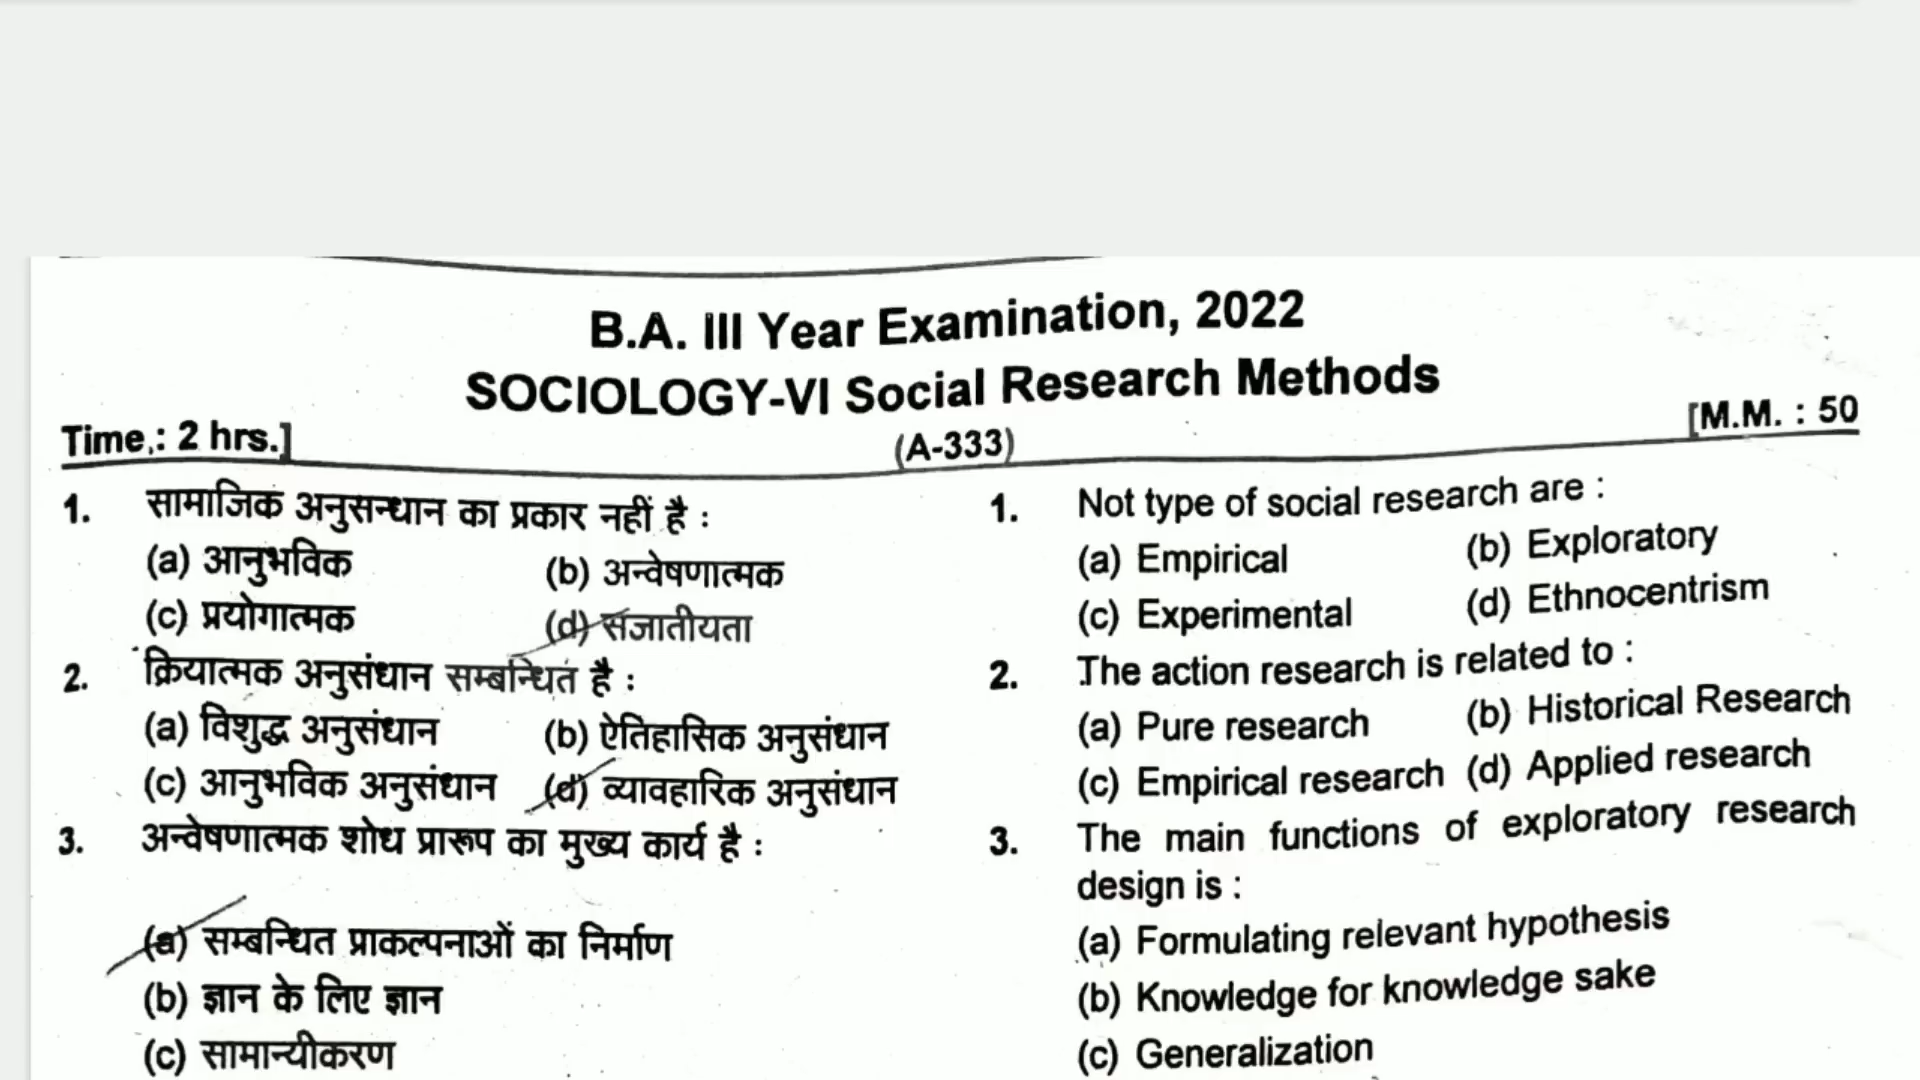 B.A. III Year Examination, 2022
SOCIOLOGY-VI Social Research Methods
Time.: 2 hrs.]
(A-333)
[M.M. : 50
1. सामाजिक अनुसन्धान का प्रकार नहीं है :
(a) आनुभविक (b) अन्वेषणात्मक
(c) प्रयोगात्मक (d) संजातीयता
2. क्रियात्मक अनुसंधान सम्बन्धित है :
(a) विशुद्ध अनुसंधान (b) ऐतिहासिक अनुसंधान
(c) आनुभविक अनुसंधान (d) व्यावहारिक अनुसंधान
3. अन्वेषणात्मक शोध प्रारूप का मुख्य कार्य है :
(a) सम्बन्धित प्राकल्पनाओं का निर्माण
(b) ज्ञान के लिए ज्ञान
(c) सामान्यीकरण
1. Not type of social research are :
(a) Empirical (b) Exploratory
(c) Experimental (d) Ethnocentrism
2. The action research is related to :
(a) Pure research (b) Historical Research
(c) Empirical research (d) Applied research
3. The main functions of exploratory research
design is :
(a) Formulating relevant hypothesis
(b) Knowledge for knowledge sake
(c) Generalization